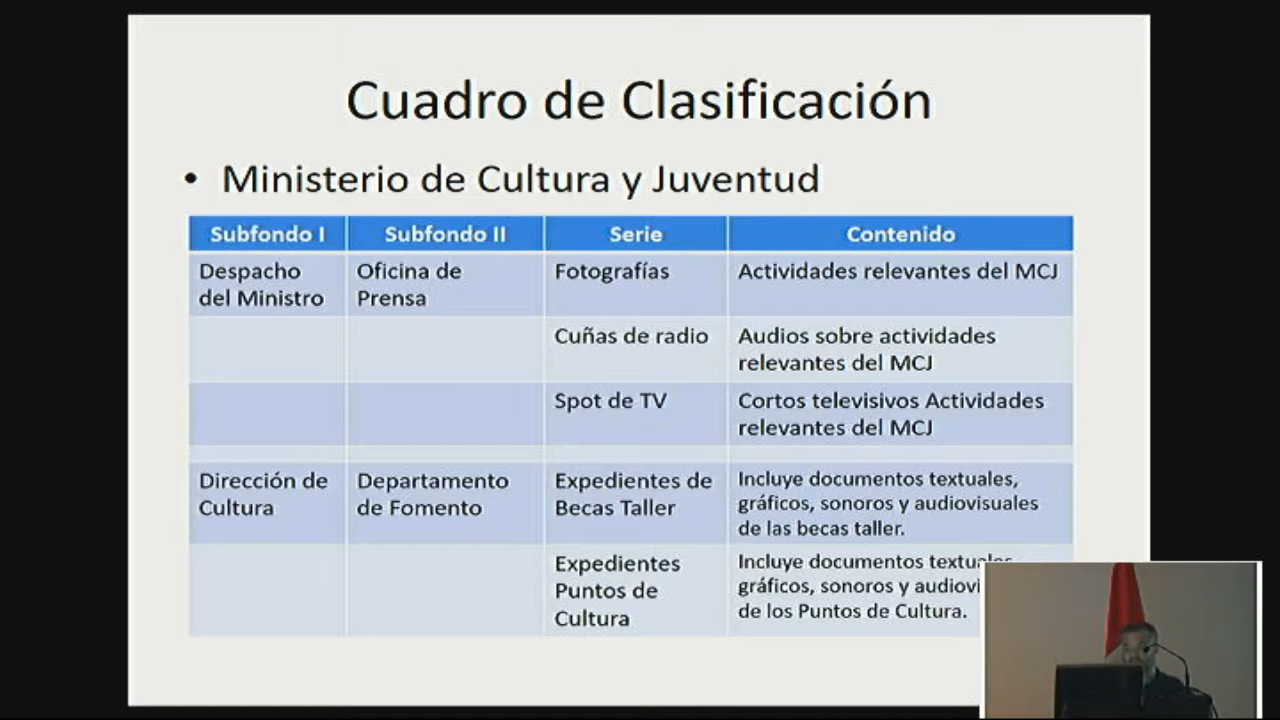 Cuadro de Clasificación
• Ministerio de Cultura y Juventud
Subfondo I Subfondo II Serie Contenido
Despacho del Ministro Oficina de Prensa Fotografías Actividades relevantes del MCJ
Cuñas de radio Audios sobre actividades relevantes del MCJ
Spot de TV Cortos televisivos Actividades relevantes del MCJ
Dirección de Cultura Departamento de Fomento Expedientes de Becas Taller Incluye documentos textuales, gráficos, sonoros y audiovisuales de las becas taller.
Expedientes Puntos de Cultura Incluye documentos gráficos, sonoros y de los Puntos de Cultura.